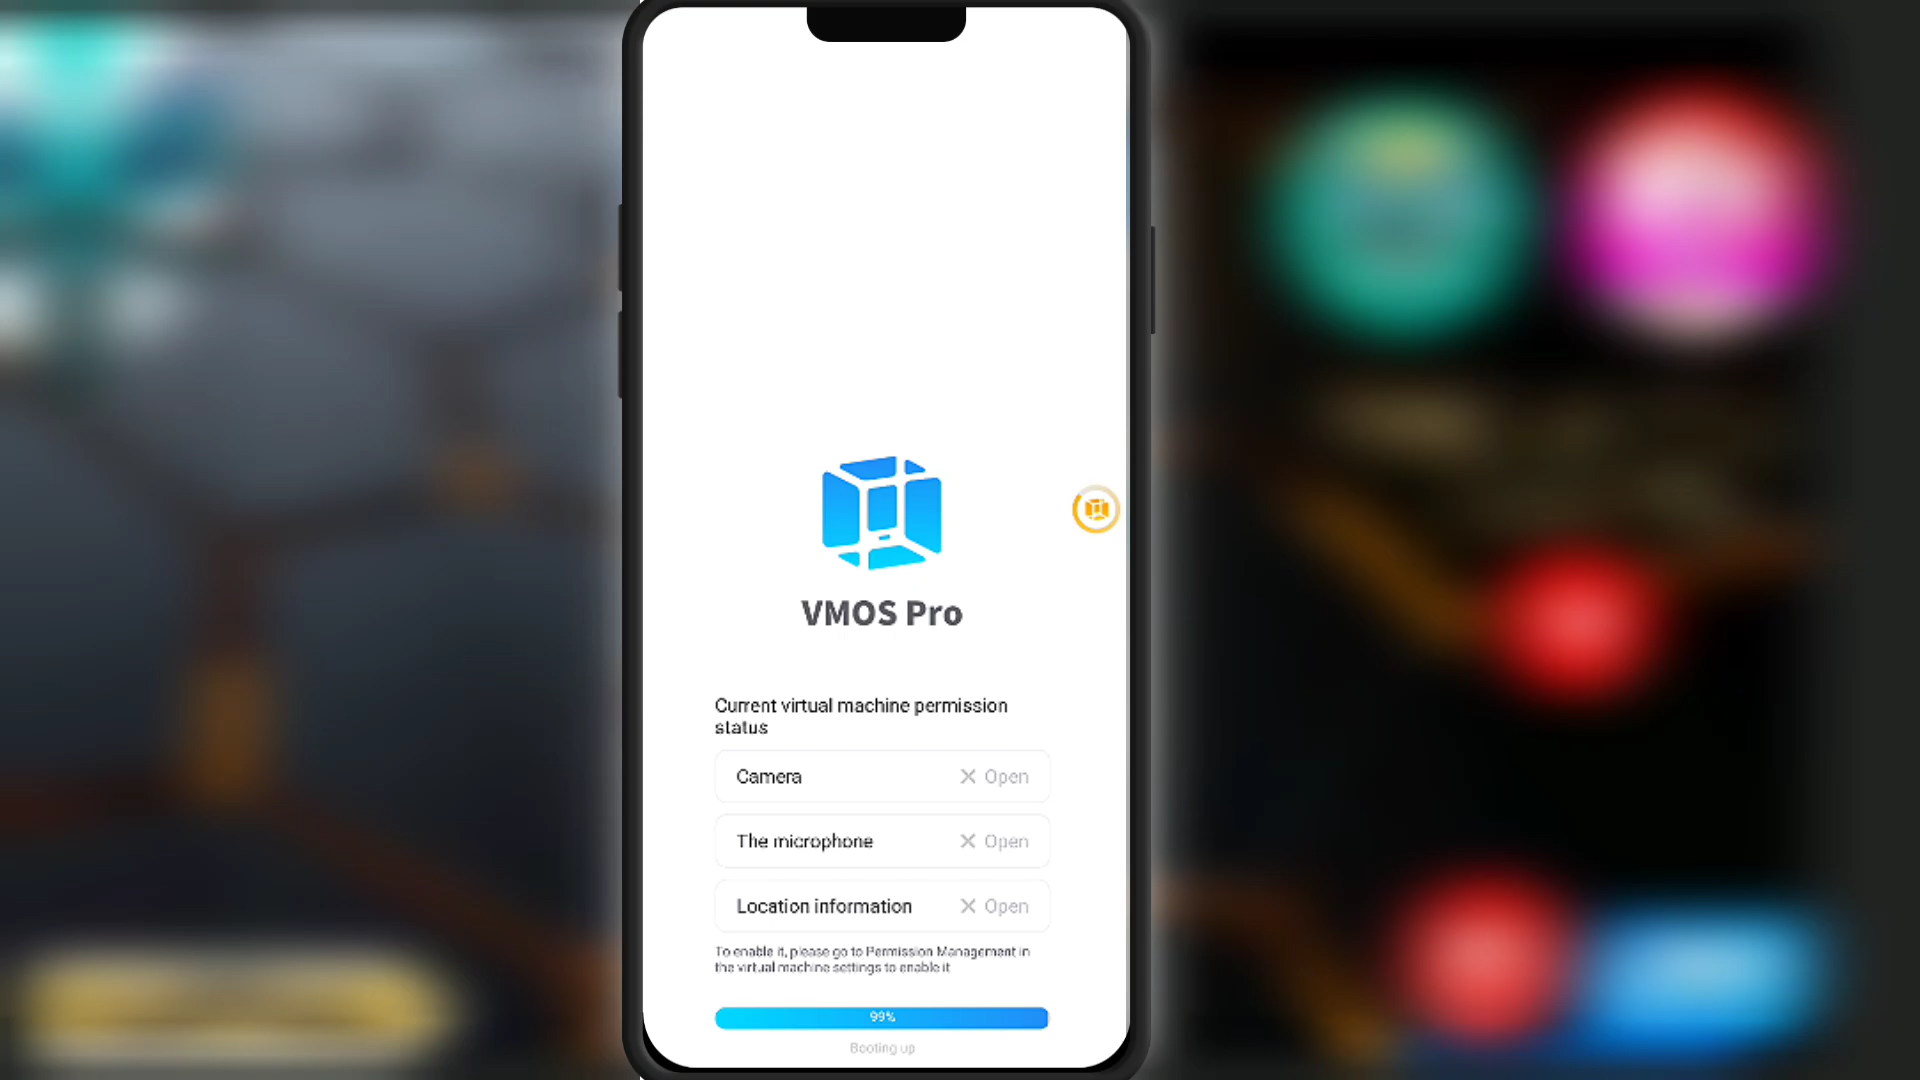 VMOS Pro
Current virtual machine permission
status
Camera
Open
The microphone
Open
Location information
Open
To enable it, please go to Permission Management in
the virtual machine settings to enable it
99%
Booting up